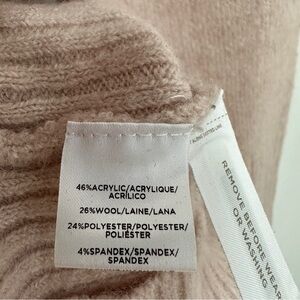 46%ACRYLIC/ACRYLIQUE/
ACRÍLICO
26%WOOL/LAINE/LANA
24%POLYESTER/POLYESTER/
POLIÉSTER
4%SPANDEX/SPANDEX/
SPANDEX
REMOVE BEFORE WEAR
OR WASHING